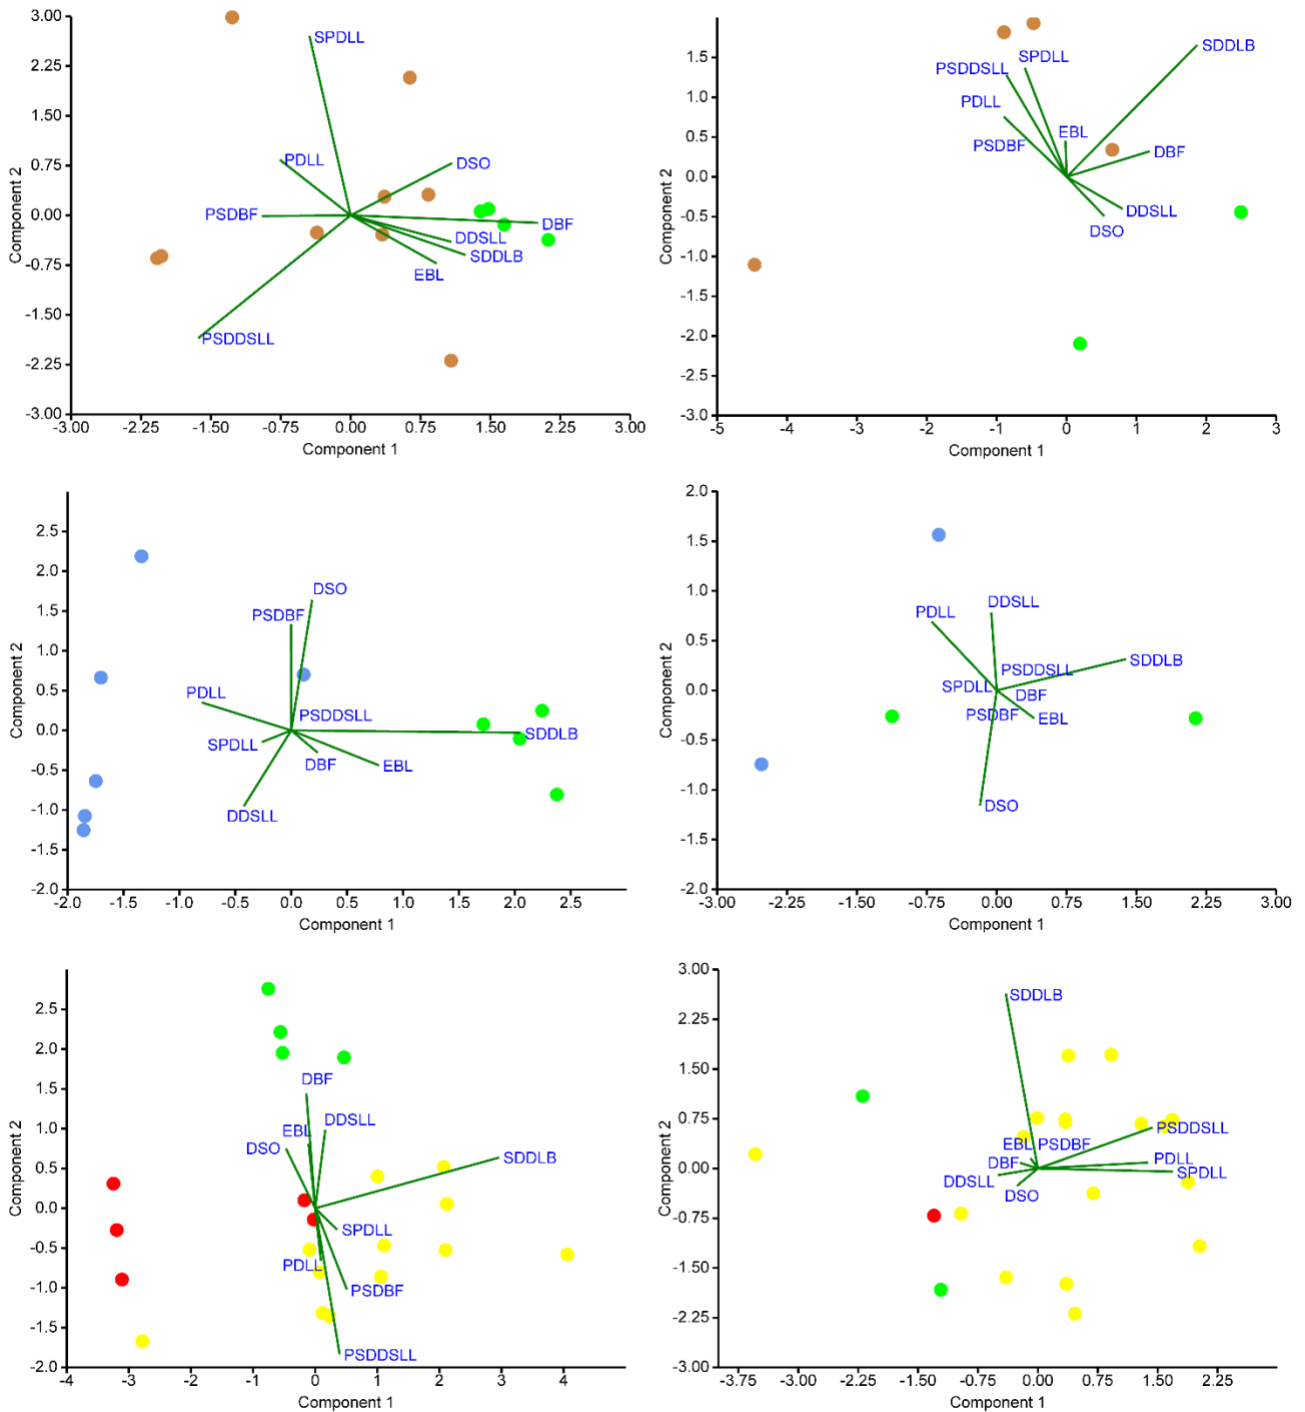 3.00
2.25
1.50
0.75
0.00
-0.75
-1.50
-2.25
-3.00
Component 2
SPDLL
PDLL
DSO
PSDBF
DBF
DDSLL
SDDLB
EBL
PSDDSLL
-3.00 -2.25 -1.50 -0.75 0.00 0.75 1.50 2.25 3.00
Component 1
1.5
1.0
0.5
0.0
-0.5
-1.0
-1.5
-2.0
-2.5
-3.0
Component 2
SDDLB
SPDLL
PSDDSLL
PDLL
EBL
PSDBF
DBF
DDSLL
DSO
-5 -4 -3 -2 -1 0 1 2 3
Component 1
2.5
2.0
1.5
1.0
0.5
0.0
-0.5
-1.0
-1.5
-2.0
Component 2
DSO
PSDBF
PDLL
PSDDSLL
SPDLL
SDDLB
DBF
EBL
DDSLL
-2.0 -1.5 -1.0 -0.5 0.0 0.5 1.0 1.5 2.0 2.5
Component 1
2.0
1.5
1.0
0.5
0.0
-0.5
-1.0
-1.5
-2.0
Component 2
DDSLL
PDLL
SDDLB
PSDDSLL
SPDLL
DBF
PSDBF
EBL
DSO
-3.00 -2.25 -1.50 -0.75 0.00 0.75 1.50 2.25 3.00
Component 1
2.5
2.0
1.5
1.0
0.5
0.0
-0.5
-1.0
-1.5
-2.0
Component 2
DBF
DDSLL
EBL
DSO
SDDLB
SPDLL
PDLL
PSDBF
PSDDSLL
-4 -3 -2 -1 0 1 2 3 4
Component 1
3.00
2.25
1.50
0.75
0.00
-0.75
-1.50
-2.25
-3.00
Component 2
SDDLB
PSDDSLL
EBL PSDBF
DBF
PDLL
SPDLL
DDSLL
DSO
-3.75 -2.25 -1.50 -0.75 0.00 0.75 1.50 2.25
Component 1